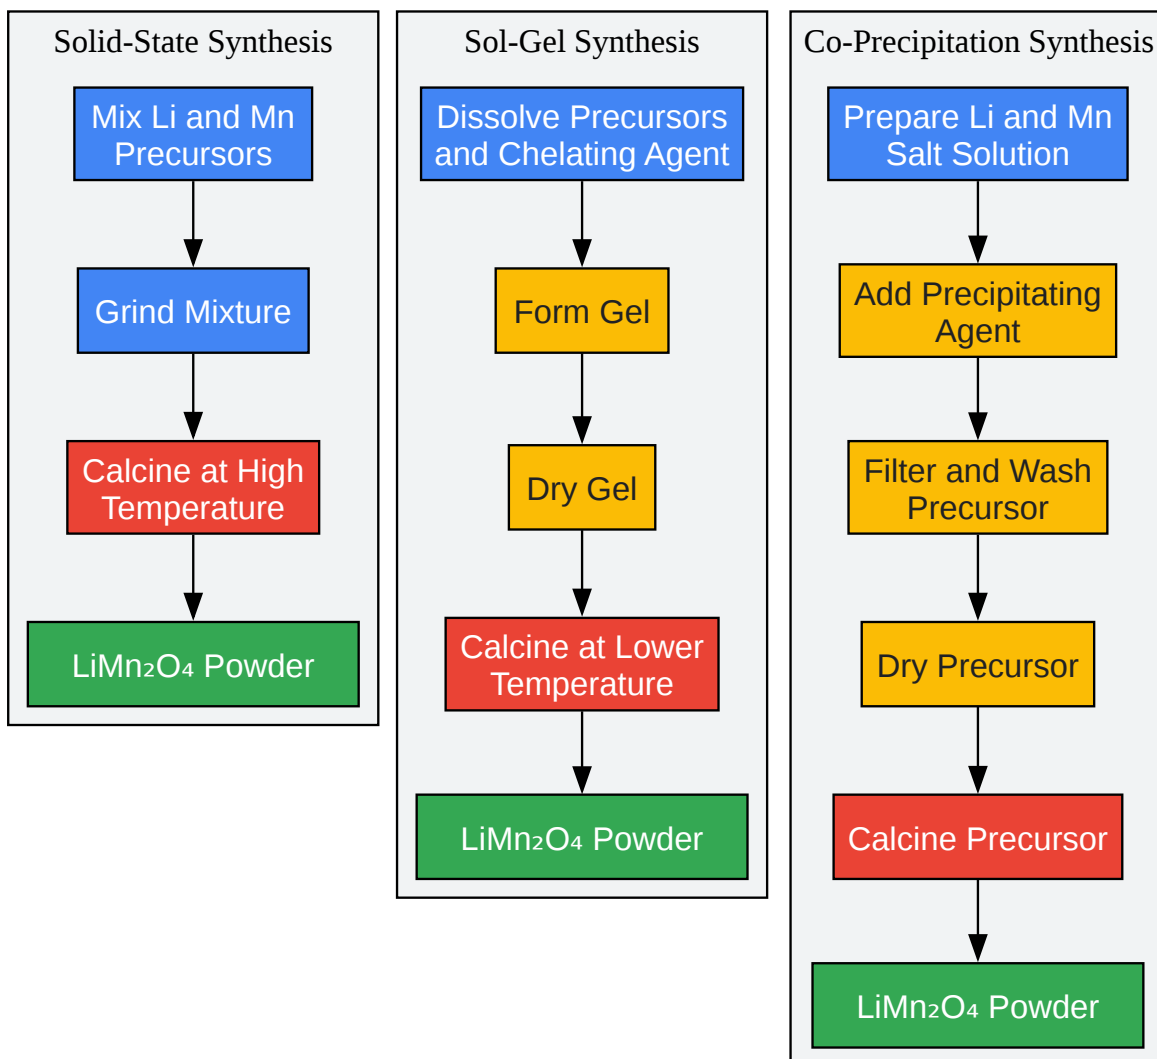 Solid-State Synthesis
Mix Li and Mn
Precursors
Grind Mixture
Calcine at High
Temperature
LiMn₂O₄ Powder
Sol-Gel Synthesis
Dissolve Precursors
and Chelating Agent
Form Gel
Dry Gel
Calcine at Lower
Temperature
LiMn₂O₄ Powder
Co-Precipitation Synthesis
Prepare Li and Mn
Salt Solution
Add Precipitating
Agent
Filter and Wash
Precursor
Dry Precursor
Calcine Precursor
LiMn₂O₄ Powder